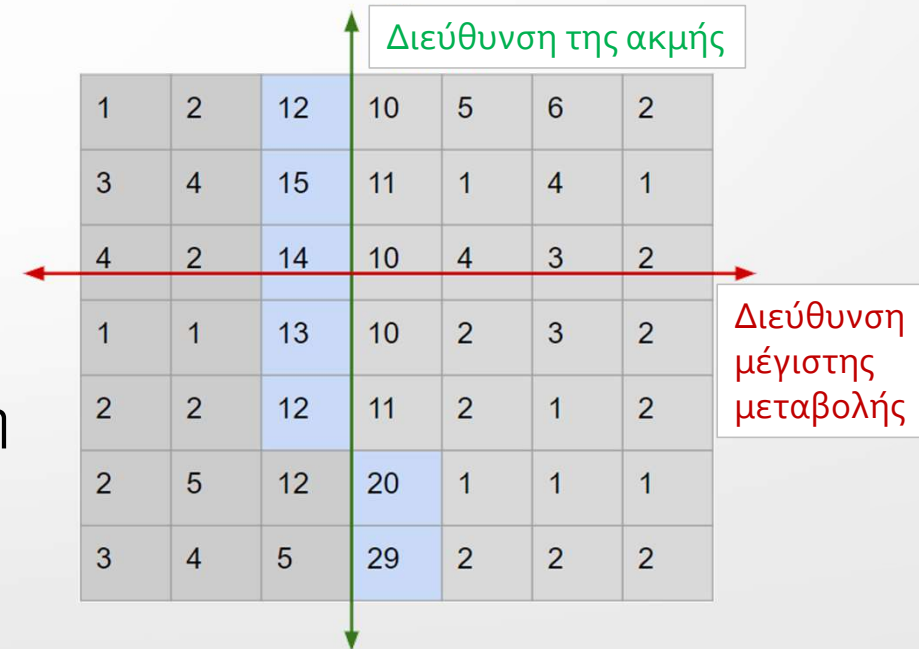 Διεύθυνση της ακμής
1 2 12 10 5 6 2
3 4 15 11 1 4 1
4 2 14 10 4 3 2
1 1 13 10 2 3 2
Διεύθυνση
μέγιστης
μεταβολής
2 2 12 11 2 1 2
η
2 5 12 20 1 1 1
3 4 5 29 2 2 2